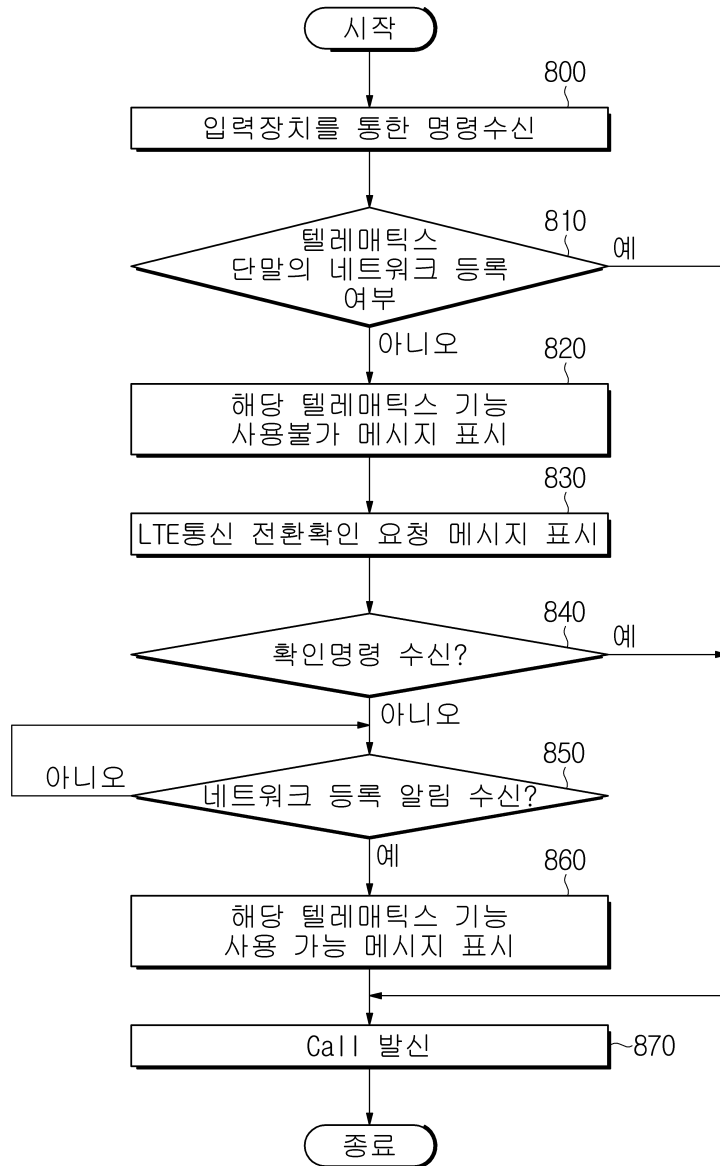 시작
800
입력장치를 통한 명령수신
810
텔레매틱스
단말의 네트워크 등록
여부
예
아니오
820
해당 텔레매틱스 기능
사용불가 메시지 표시
830
LTE통신 전환확인 요청 메시지 표시
840
확인명령 수신?
예
아니오
850
네트워크 등록 알림 수신?
아니오
예
860
해당 텔레매틱스 기능
사용 가능 메시지 표시
Call 발신
870
종료